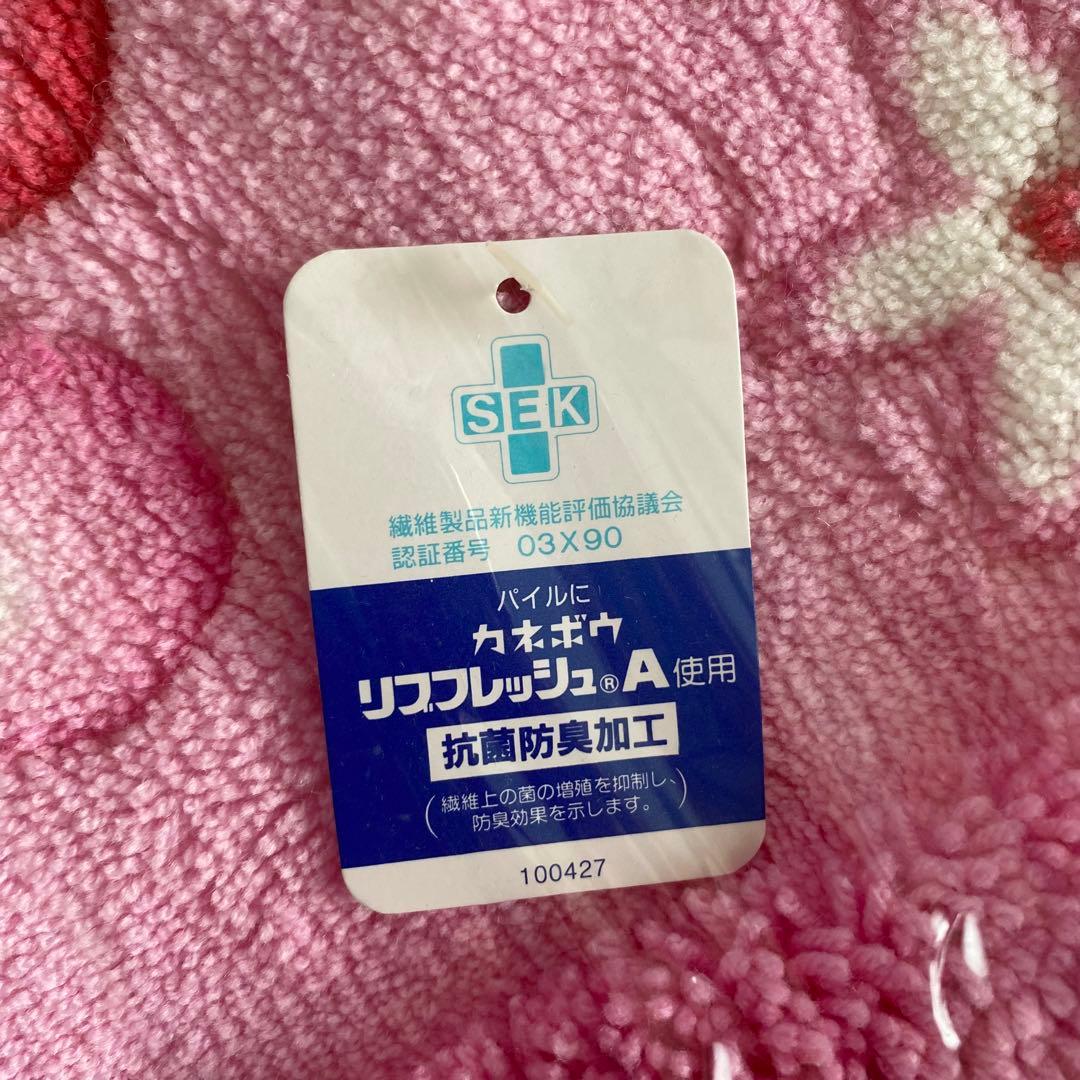 SEK
繊維製品新機能評価協議会
認証番号 03X90
パイルに
カネボウ
リブフレッシュ®A使用
抗菌防臭加工
(繊維上の菌の増殖を抑制し、
防臭効果を示します。)
100427